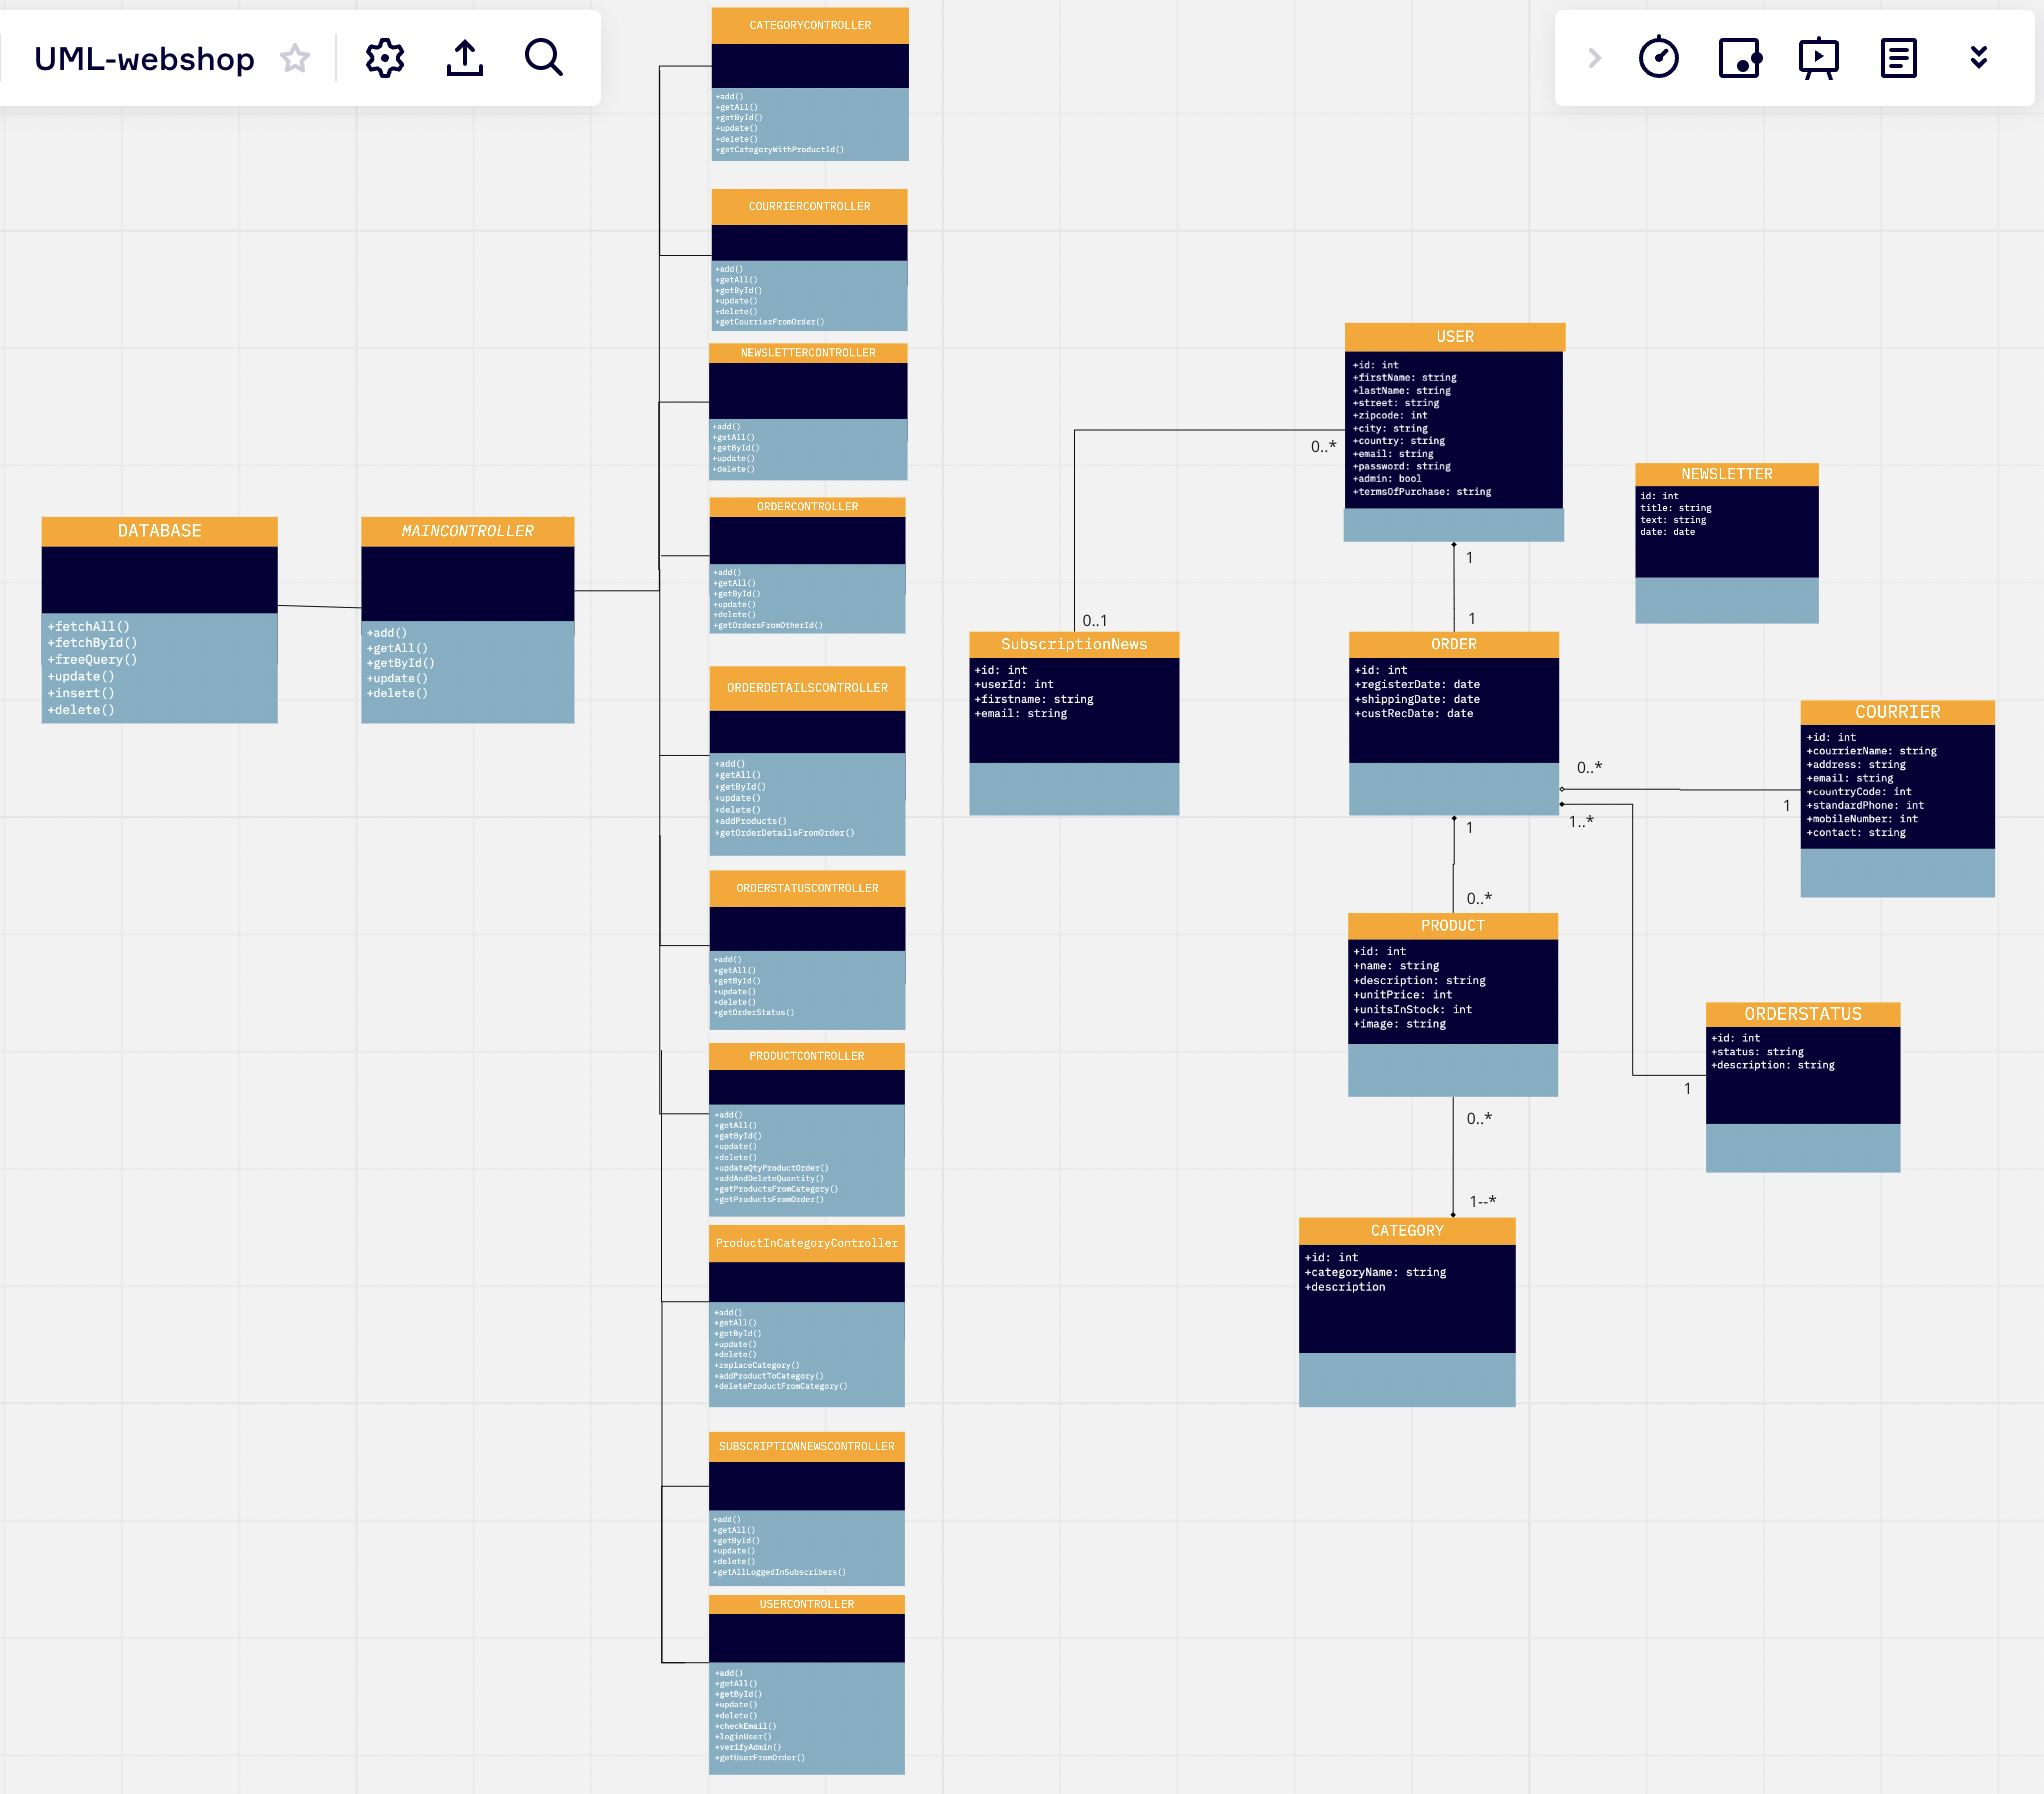 UML-webshop
CATEGORYCONTROLLER
+add()
+getAll()
+getById()
+update()
+delete()
+getCategoryWithProductId()
COURRIERCONTROLLER
+add()
+getAll()
+getById()
+update()
+delete()
+getCourrierFromOrder()
NEWSLETTERCONTROLLER
+add()
+getAll()
+getById()
+update()
+delete()
DATABASE
+fetchAll()
+fetchById()
+freeQuery()
+update()
+insert()
+delete()
MAINCONTROLLER
+add()
+getAll()
+getById()
+update()
+delete()
ORDERCONTROLLER
+add()
+getAll()
+getById()
+update()
+delete()
+getOrdersFromOtherId()
ORDERDETAILSCONTROLLER
+add()
+getAll()
+getById()
+update()
+delete()
+addProducts()
+getOrderDetailsFromOrder()
ORDERSTATUSCONTROLLER
+add()
+getAll()
+getById()
+update()
+delete()
+getOrderStatus()
PRODUCTCONTROLLER
+add()
+getAll()
+getById()
+update()
+delete()
+updateQtyProductOrder()
+addAndDeleteQuantity()
+getProductsFromCategory()
+getProductsFromOrder()
ProductInCategoryController
+add()
+getAll()
+getById()
+update()
+delete()
+replaceCategory()
+addProductToCategory()
+deleteProductFromCategory()
SUBSCRIPTIONNEWSCONTROLLER
+add()
+getAll()
+getById()
+update()
+delete()
+getAllLoggedInSubscribers()
USERCONTROLLER
+add()
+getAll()
+getById()
+update()
+delete()
+checkEmail()
+loginUser()
+verifyAdmin()
+getUserFromOrder()
USER
+id: int
+firstName: string
+lastName: string
+street: string
+zipcode: int
+city: string
+country: string
+email: string
+password: string
+admin: bool
+termsOfPurchase: string
0..*
0..1
1
1
NEWSLETTER
id: int
title: string
text: string
date: date
SubscriptionNews
+id: int
+userId: int
+firstname: string
+email: string
ORDER
+id: int
+registerDate: date
+shippingDate: date
+custRecDate: date
0..*
1
1..*
1
COURRIER
+id: int
+courrierName: string
+address: string
+email: string
+countryCode: int
+standardPhone: int
+mobileNumber: int
+contact: string
1
0..*
PRODUCT
+id: int
+name: string
+description: string
+unitPrice: int
+unitsInStock: int
+image: string
ORDERSTATUS
+id: int
+status: string
+description: string
0..*
1--*
CATEGORY
+id: int
+categoryName: string
+description